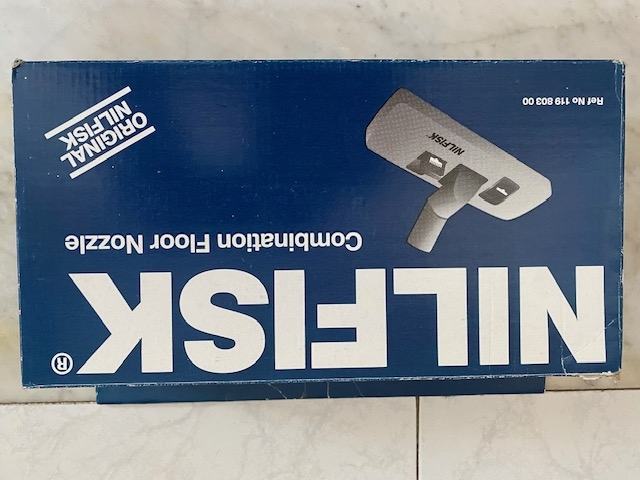 NILFISK®
Combination Floor Nozzle
NILFISK
Ref No 119 803 00
ORIGINAL
NILFISK